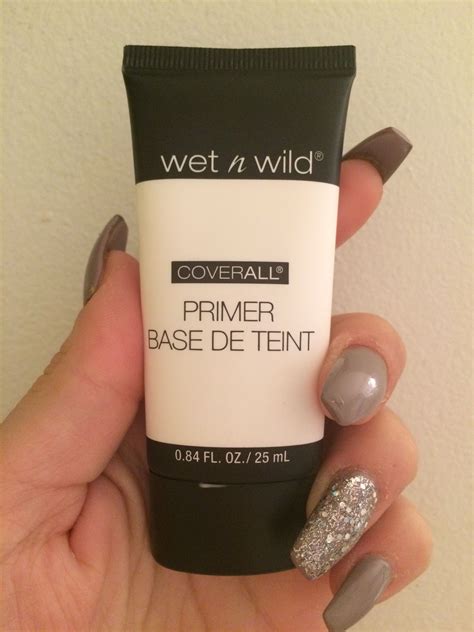 wet n wild®
COVERALL®
PRIMER
BASE DE TEINT
0.84 FL. OZ./ 25 mL